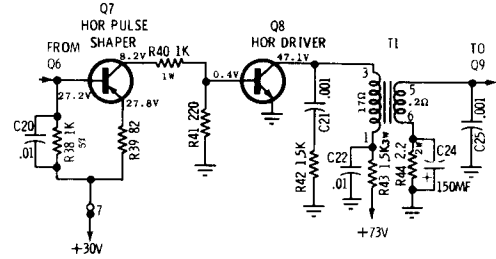 Q7
HOR PULSE
SHAPER
Q8
HOR DRIVER
FROM
Q6
8.2V
R40 1K
1W
47.1V
T1
TO
Q9
27.2V
27.8V
0.4V
3
5
17Ω
.2Ω
6
1
C20
.01
R38 1K
5%
R39 82
R41 220
C21 .001
R42 1.5K
C22
.01
R43 1.5K
3W
R44 2.2
2W
C24
+
150MF
C25 .001
7
+30V
+73V